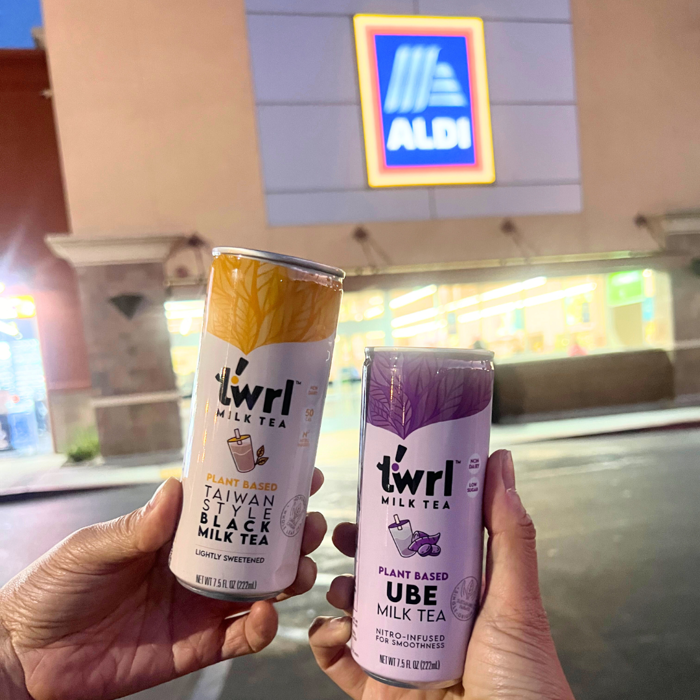 ALDI
twrl™
MILK TEA
PLANT BASED
TAIWAN
STYLE
BLACK
MILK TEA
LIGHTLY SWEETENED
NET WT 7.5 FL OZ (222mL)
twrl™
MILK TEA
NON
DAIRY
LOW
SUGAR
PLANT BASED
UBE
MILK TEA
NITRO-INFUSED
FOR SMOOTHNESS
NET WT 7.5 FL OZ (222mL)